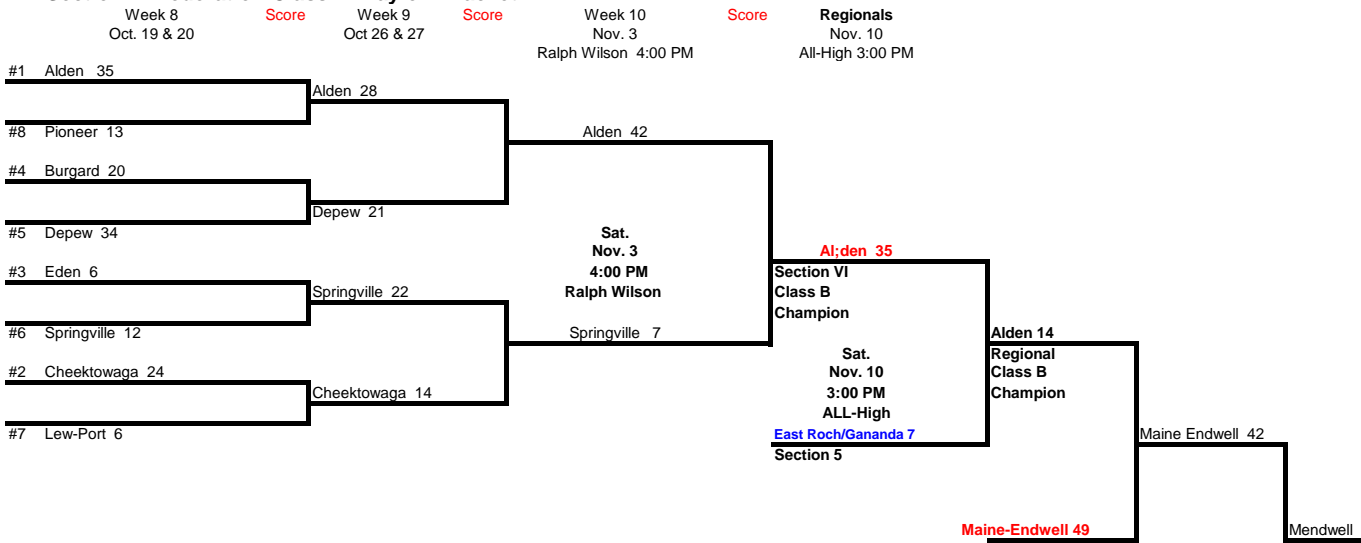 Week 8 Score Week 9 Score Week 10 Score Regionals
Oct. 19 & 20 Oct 26 & 27 Nov. 3 Nov. 10
Ralph Wilson 4:00 PM All-High 3:00 PM
#1 Alden 35
Alden 28
#8 Pioneer 13
Alden 42
#4 Burgard 20
Depew 21
#5 Depew 34
Sat.
Nov. 3
4:00 PM
Ralph Wilson
Al;den 35
Section VI
Class B
Champion
#3 Eden 6
Springville 22
#6 Springville 12
Springville 7
#2 Cheektowaga 24
Cheektowaga 14
#7 Lew-Port 6
Alden 14
Regional
Class B
Champion
Sat.
Nov. 10
3:00 PM
ALL-High
East Roch/Gananda 7
Section 5
Maine Endwell 42
Maine-Endwell 49
Mendwell